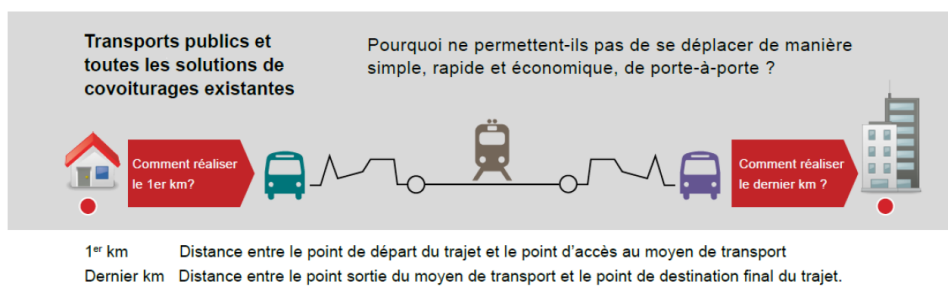 Transports publics et
toutes les solutions de
covoiturages existantes
Pourquoi ne permettent-ils pas de se déplacer de manière
simple, rapide et économique, de porte-à-porte ?
Comment réaliser
le 1er km?
Comment réaliser
le dernier km ?
1er km Distance entre le point de départ du trajet et le point d'accès au moyen de transport
Dernier km Distance entre le point sortie du moyen de transport et le point de destination final du trajet.